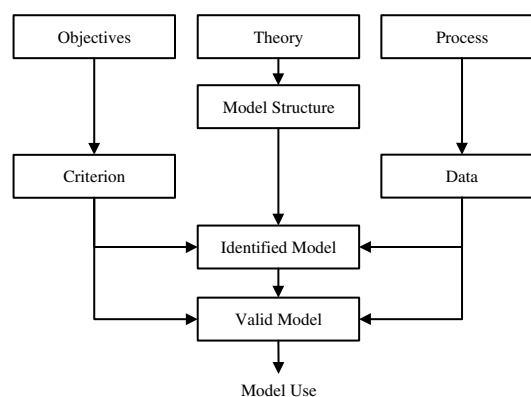 Objectives
Theory
Process
Model Structure
Criterion
Data
Identified Model
Valid Model
Model Use